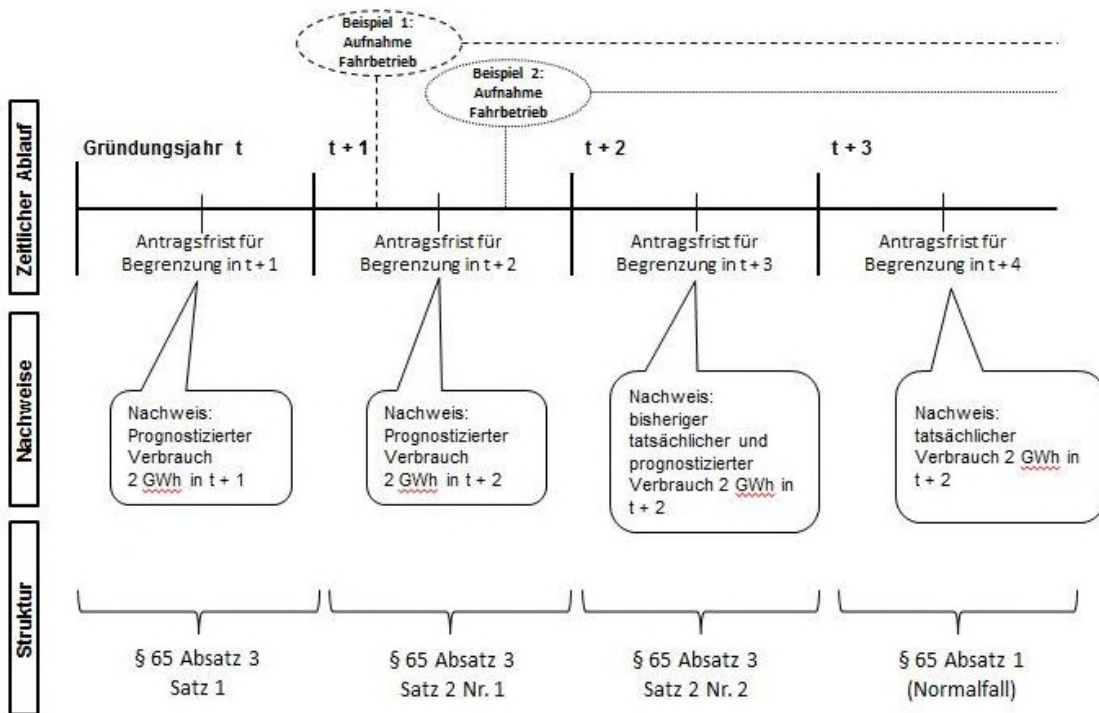 Beispiel 1:
Aufnahme
Fahrbetrieb
Beispiel 2:
Aufnahme
Fahrbetrieb
Zeitlicher Ablauf
Gründungsjahr t
t + 1
t + 2
t + 3
Antragsfrist für
Begrenzung in t + 1
Antragsfrist für
Begrenzung in t + 2
Antragsfrist für
Begrenzung in t + 3
Antragsfrist für
Begrenzung in t + 4
Nachweise
Nachweis:
Prognostizierter
Verbrauch
2 GWh in t + 1
Nachweis:
Prognostizierter
Verbrauch
2 GWh in t + 2
Nachweis:
bisheriger
tatsächlicher und
prognostizierter
Verbrauch 2 GWh in
t + 2
Nachweis:
tatsächlicher
Verbrauch 2 GWh in
t + 2
Struktur
§ 65 Absatz 3
Satz 1
§ 65 Absatz 3
Satz 2 Nr. 1
§ 65 Absatz 3
Satz 2 Nr. 2
§ 65 Absatz 1
(Normalfall)